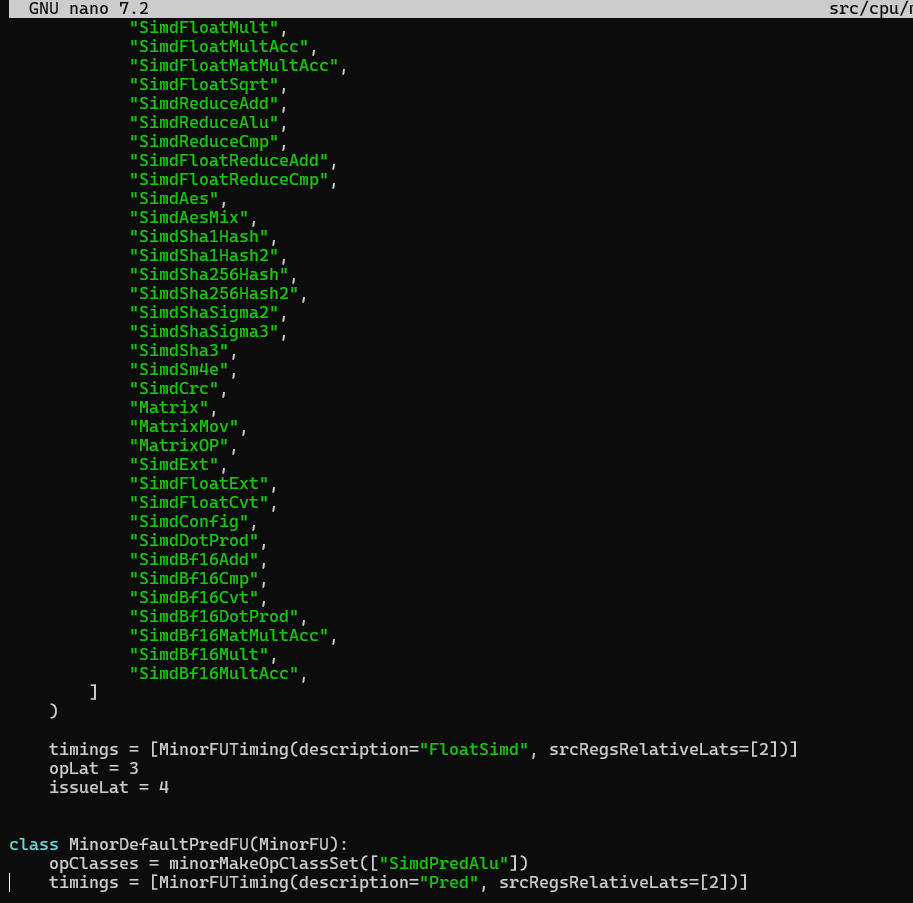 GNU nano 7.2 src/cpu/
"SimdFloatMult",
"SimdFloatMultAcc",
"SimdFloatMatMultAcc",
"SimdFloatSqrt",
"SimdReduceAdd",
"SimdReduceAlu",
"SimdReduceCmp",
"SimdFloatReduceAdd",
"SimdFloatReduceCmp",
"SimdAes",
"SimdAesMix",
"SimdSha1Hash",
"SimdSha1Hash2",
"SimdSha256Hash",
"SimdSha256Hash2",
"SimdShaSigma2",
"SimdShaSigma3",
"SimdSha3",
"SimdSm4e",
"SimdCrc",
"Matrix",
"MatrixMov",
"MatrixOP",
"SimdExt",
"SimdFloatExt",
"SimdFloatCvt",
"SimdConfig",
"SimdDotProd",
"SimdBf16Add",
"SimdBf16Cmp",
"SimdBf16Cvt",
"SimdBf16DotProd",
"SimdBf16MatMultAcc",
"SimdBf16Mult",
"SimdBf16MultAcc",
]
)
timings = [MinorFUTiming(description="FloatSimd", srcRegsRelativeLats=[2])]
opLat = 3
issueLat = 4
class MinorDefaultPredFU(MinorFU):
opClasses = minorMakeOpClassSet(["SimdPredAlu"])
timings = [MinorFUTiming(description="Pred", srcRegsRelativeLats=[2])]